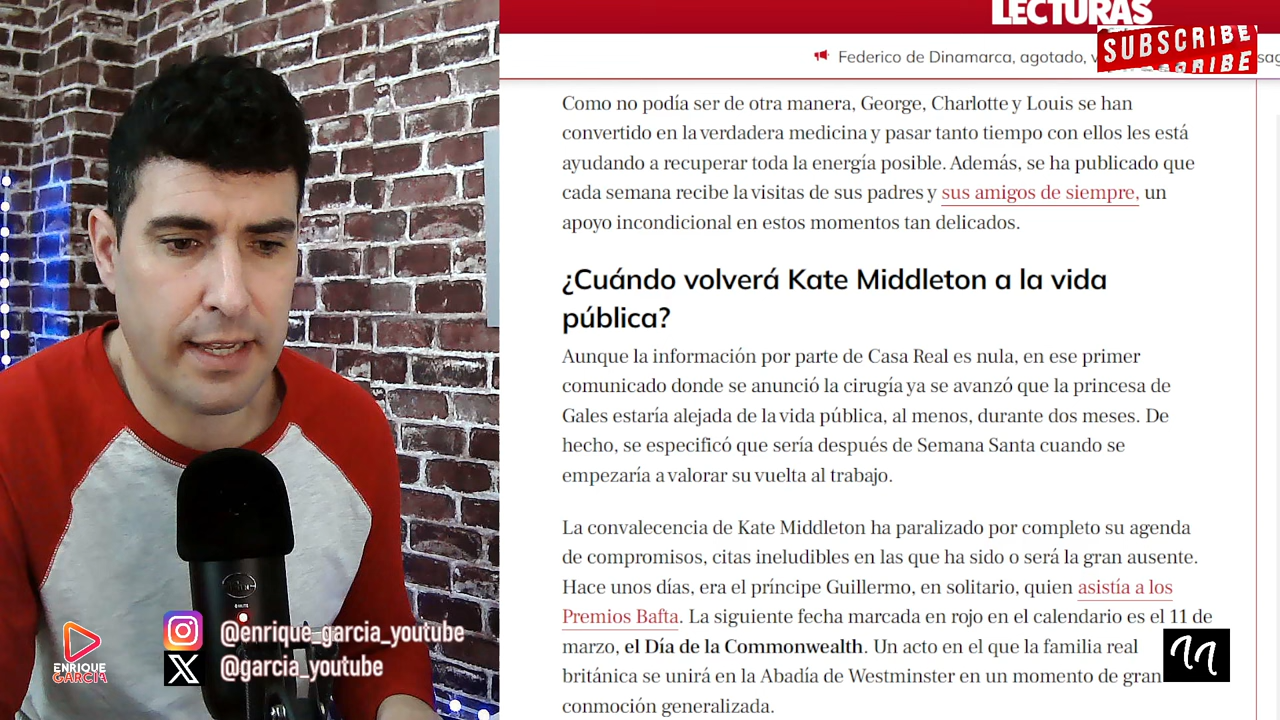 LECTURAS
SUBSCRIBE
Federico de Dinamarca, agotado,
Como no podía ser de otra manera, George, Charlotte y Louis se han
convertido en la verdadera medicina y pasar tanto tiempo con ellos les está
ayudando a recuperar toda la energía posible. Además, se ha publicado que
cada semana recibe la visitas de sus padres y sus amigos de siempre, un
apoyo incondicional en estos momentos tan delicados.
¿Cuándo volverá Kate Middleton a la vida
pública?
Aunque la información por parte de Casa Real es nula, en ese primer
comunicado donde se anunció la cirugía ya se avanzó que la princesa de
Gales estaría alejada de la vida pública, al menos, durante dos meses. De
hecho, se especificó que sería después de Semana Santa cuando se
empezaría a valorar su vuelta al trabajo.
La convalecencia de Kate Middleton ha paralizado por completo su agenda
de compromisos, citas ineludibles en las que ha sido o será la gran ausente.
Hace unos días, era el príncipe Guillermo, en solitario, quien asistía a los
Premios Bafta. La siguiente fecha marcada en rojo en el calendario es el 11 de
marzo, el Día de la Commonwealth. Un acto en el que la familia real
británica se unirá en la Abadía de Westminster en un momento de gran
conmoción generalizada.
@enrique_garcia_youtube
@garcia_youtube
ENRIQUE
GARCIA